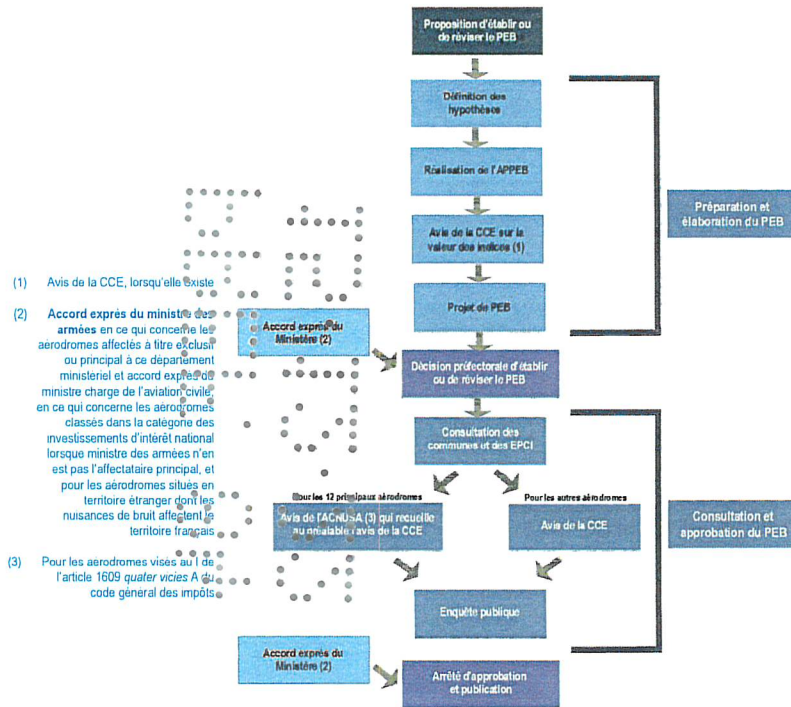 Proposition d'établir ou
de réviser le PEB
Définition des
hypothèses
Réalisation de l'APPEB
Avis de la CCE sur la
valeur des indices (1)
Projet de PEB
Préparation et
élaboration du PEB
(1) Avis de la CCE, lorsqu'elle existe
(2) Accord exprés du ministre des
armées en ce qui concerne les
aérodromes affectés à titre exclusif
ou principal à ce département
ministériel et accord exprés du
ministre charge de l'aviation civile,
en ce qui concerne les aérodromes
classés dans la catégorie des
investissements d'intérêt national
lorsque ministre des armées n'en
est pas l'affectataire principal, et
pour les aérodromes situés en
territoire étranger dont les
nuisances de bruit affectent le
territoire français
(3) Pour les aérodromes visés au I de
l'article 1609 quater vicies A du
code général des impôts
Accord exprés du
Ministère (2)
Décision préfectorale d'établir
ou de réviser le PEB
Consultation des
communes et des EPCI
Pour les 12 principaux aérodromes
Avis de l'ACNUSA (3) qui recueille
au préalable l'avis de la CCE
Pour les autres aérodromes
Avis de la CCE
Consultation et
approbation du PEB
Enquête publique
Accord exprés du
Ministère (2)
Arrêté d'approbation
et publication